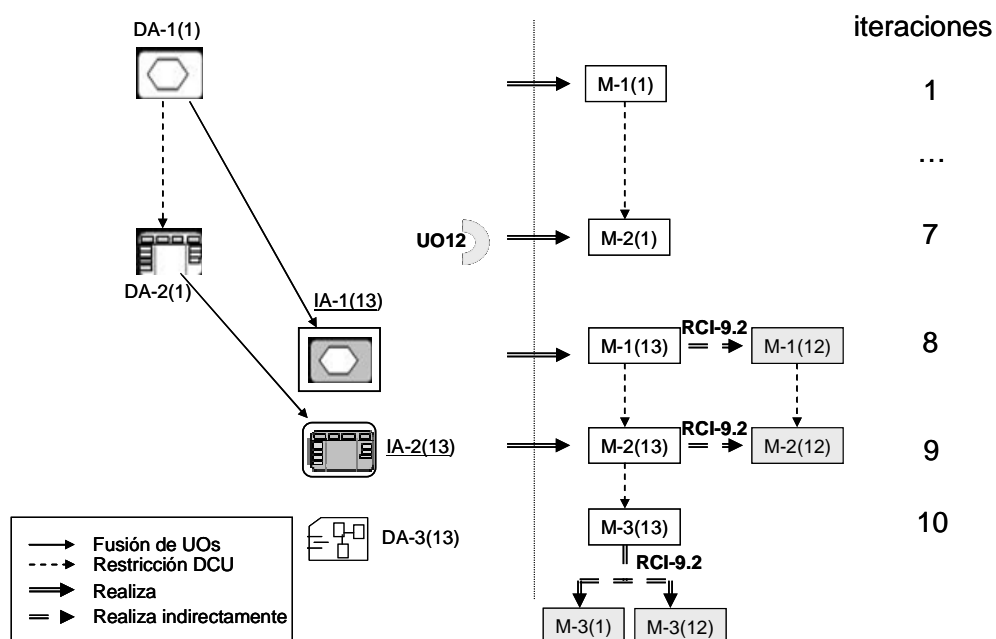 iteraciones
DA-1(1)
M-1(1)
1
...
UO12
M-2(1)
7
DA-2(1)
IA-1(13)
M-1(13)
RCI-9.2
M-1(12)
8
IA-2(13)
M-2(13)
RCI-9.2
M-2(12)
9
DA-3(13)
M-3(13)
10
RCI-9.2
M-3(1)
M-3(12)
Fusión de UOs
Restricción DCU
Realiza
Realiza indirectamente